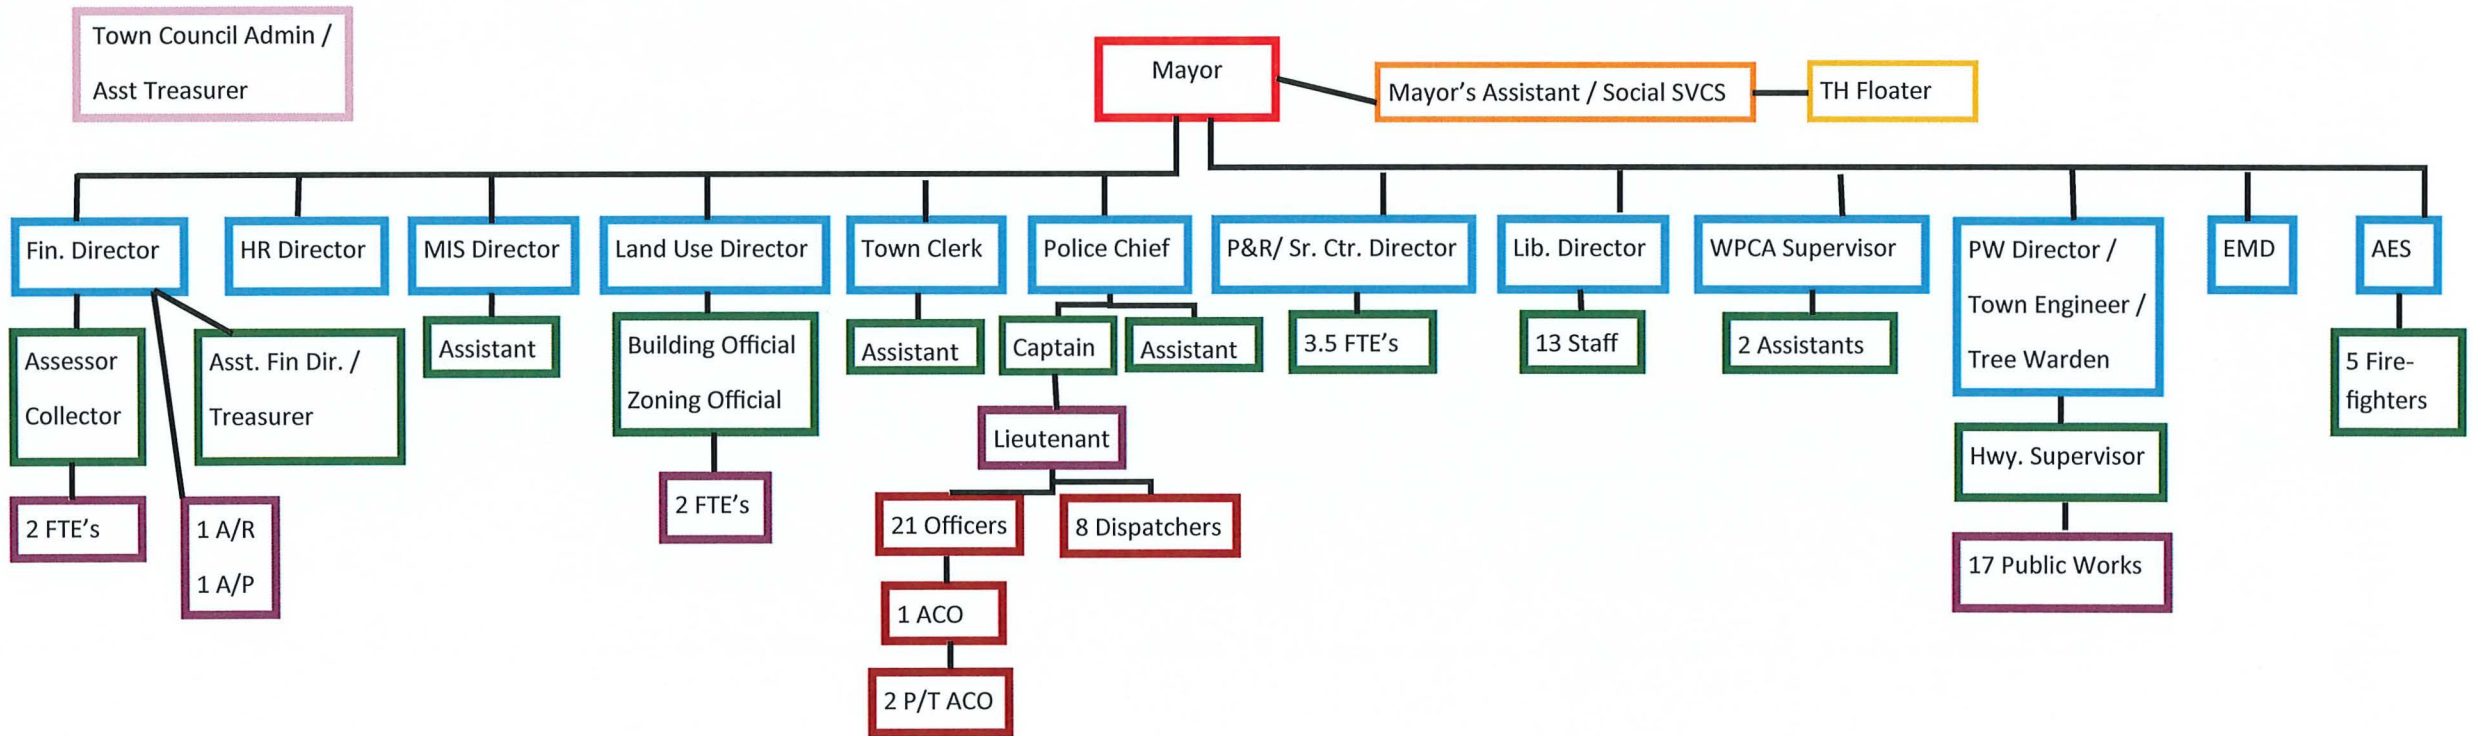 Town Council Admin /
Asst Treasurer
Mayor
Mayor’s Assistant / Social SVCS
TH Floater
Fin. Director
HR Director
MIS Director
Land Use Director
Town Clerk
Police Chief
P&R/ Sr. Ctr. Director
Lib. Director
WPCA Supervisor
PW Director /
Town Engineer /
Tree Warden
EMD
AES
Assessor
Collector
Asst. Fin Dir. /
Treasurer
Assistant
Building Official
Zoning Official
Assistant
Captain
Assistant
3.5 FTE’s
13 Staff
2 Assistants
5 Fire-
fighters
Lieutenant
Hwy. Supervisor
2 FTE’s
1 A/R
1 A/P
2 FTE’s
21 Officers
8 Dispatchers
17 Public Works
1 ACO
2 P/T ACO